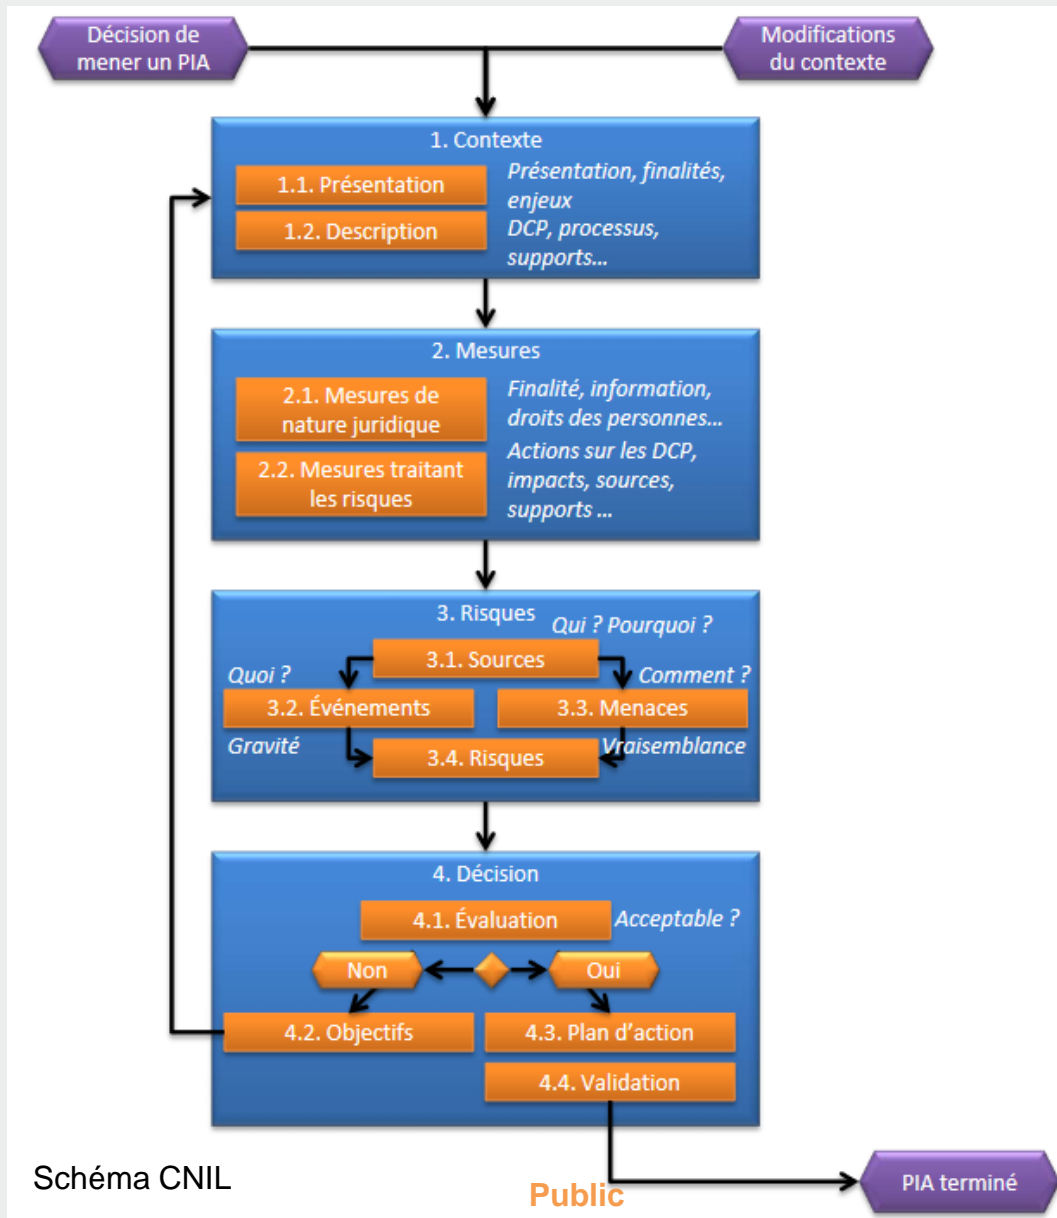 Décision de
mener un PIA
Modifications
du contexte
1. Contexte
1.1. Présentation
Présentation, finalités,
enjeux
1.2. Description
DCP, processus,
supports...
2. Mesures
2.1. Mesures de
nature juridique
Finalité, information,
droits des personnes...
2.2. Mesures traitant
les risques
Actions sur les DCP,
impacts, sources,
supports ...
3. Risques
Qui ? Pourquoi ?
3.1. Sources
Quoi ?
Comment ?
3.2. Événements
3.3. Menaces
Gravité
Vraisemblance
3.4. Risques
4. Décision
4.1. Évaluation
Acceptable ?
Non
Oui
4.2. Objectifs
4.3. Plan d'action
4.4. Validation
Schéma CNIL
Public
PIA terminé